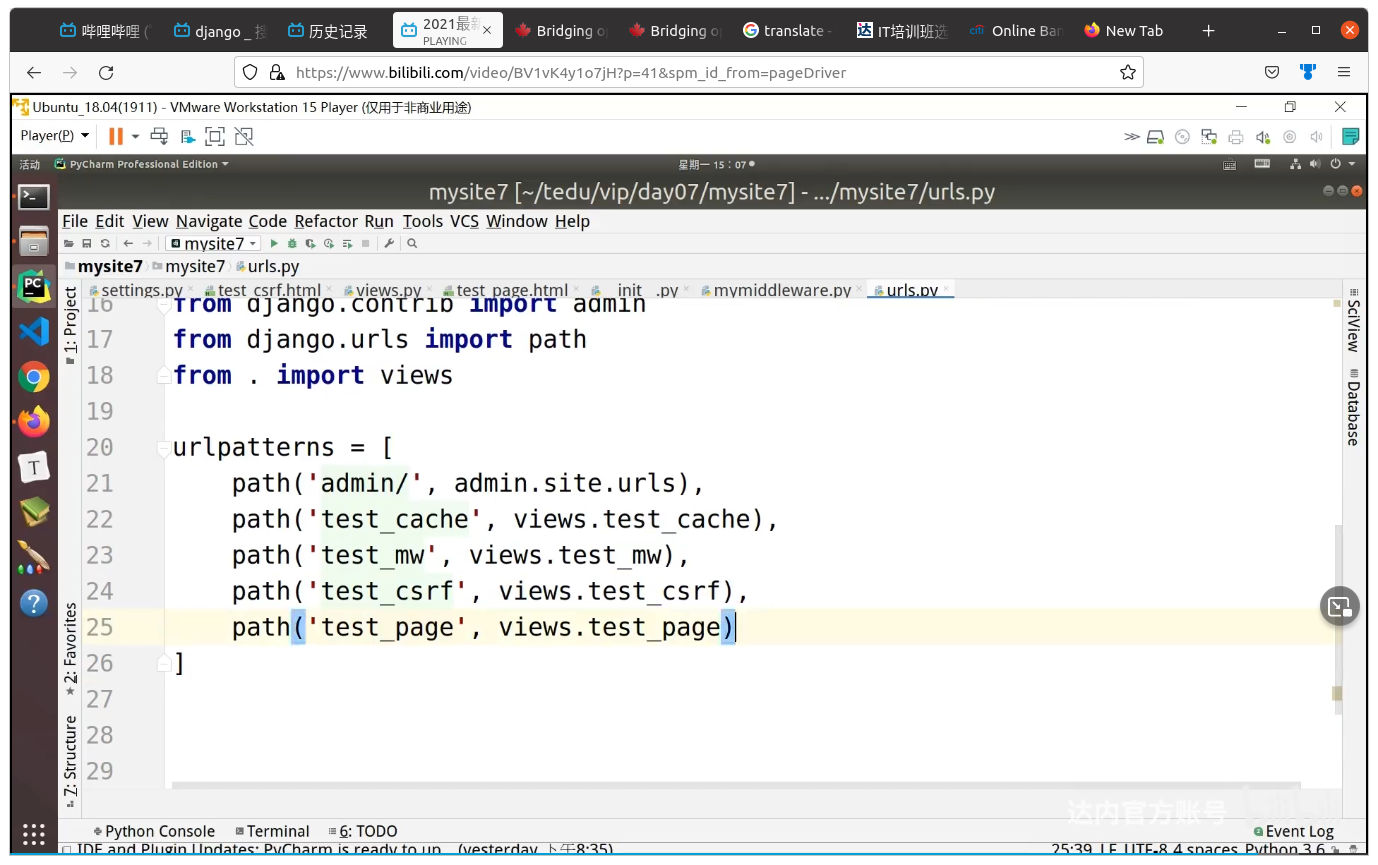 哔哩哔哩 (
django _ 搜
历史记录
2021最新
PLAYING
Bridging o
Bridging o
translate -
IT培训班选
Online Ban
New Tab
https://www.bilibili.com/video/BV1vK4y1o7jH?p=41&spm_id_from=pageDriver
Ubuntu_18.04(1911) - VMware Workstation 15 Player (仅用于非商业用途)
Player(P)
活动
PyCharm Professional Edition
星期一 15：07
mysite7 [~/tedu/vip/day07/mysite7] - .../mysite7/urls.py
File Edit View Navigate Code Refactor Run Tools VCS Window Help
mysite7
mysite7 mysite7 urls.py
settings.py test_csrf.html views.py test_page.html __init__.py mymiddleware.py urls.py
1: Project
2: Favorites
7: Structure
SciView
Database
16 from django.contrib import admin
17 from django.urls import path
18 from . import views
19
20 urlpatterns = [
21 path('admin/', admin.site.urls),
22 path('test_cache', views.test_cache),
23 path('test_mw', views.test_mw),
24 path('test_csrf', views.test_csrf),
25 path('test_page', views.test_page)
26 ]
27
28
29
达内官方账号
Python Console Terminal 6: TODO Event Log
IDE and Plugin Updates: PyCharm is ready to up... (yesterday 下午8:35) 25:39 LF UTF-8 4 spaces Python 3.6